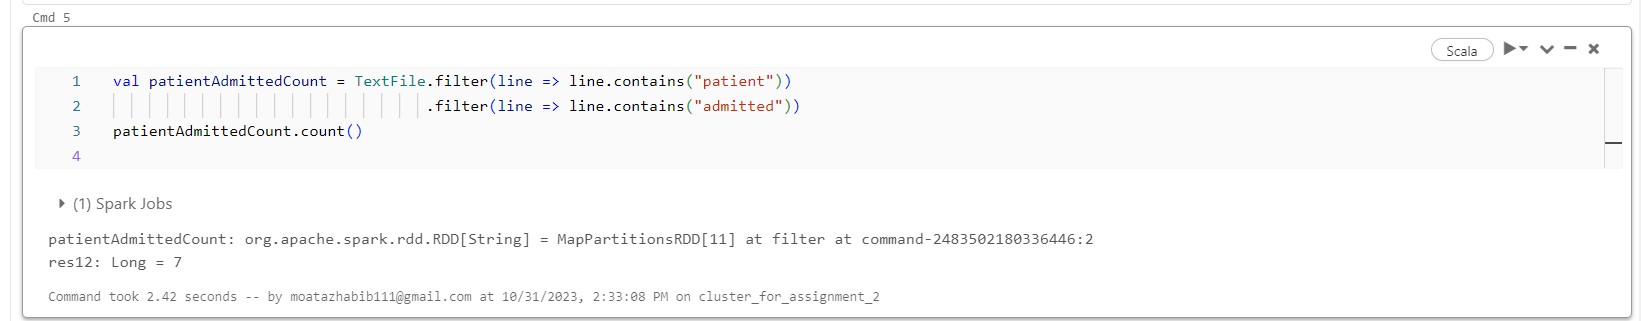 Cmd 5
Scala
1 val patientAdmittedCount = TextFile.filter(line => line.contains("patient"))
2 .filter(line => line.contains("admitted"))
3 patientAdmittedCount.count()
4
(1) Spark Jobs
patientAdmittedCount: org.apache.spark.rdd.RDD[String] = MapPartitionsRDD[11] at filter at command-2483502180336446:2
res12: Long = 7
Command took 2.42 seconds -- by moatazhabib111@gmail.com at 10/31/2023, 2:33:08 PM on cluster_for_assignment_2